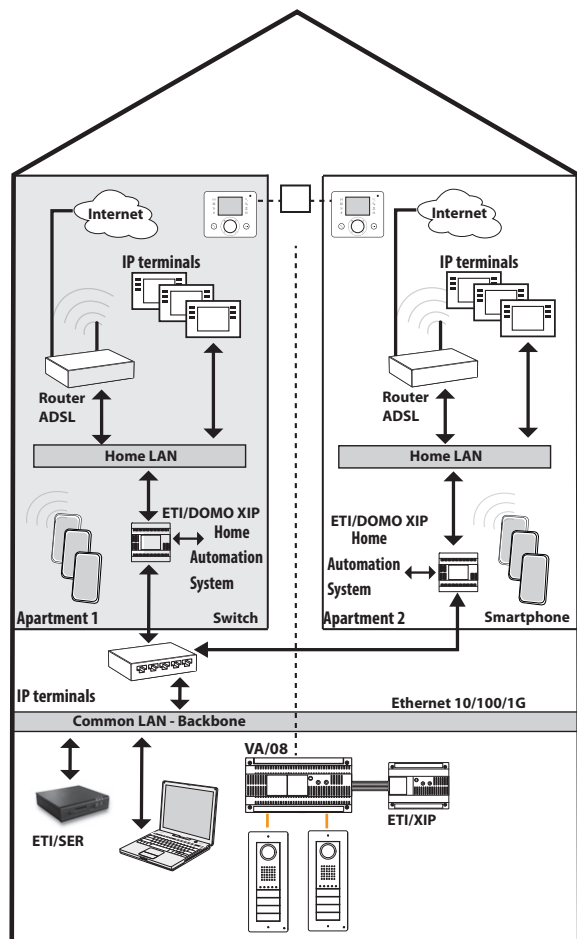 Internet
IP terminals
Router
ADSL
Home LAN
ETI/DOMO XIP
Home
Automation
System
Apartment 1
Switch
Internet
IP terminals
Router
ADSL
Home LAN
ETI/DOMO XIP
Home
Automation
System
Apartment 2
Smartphone
IP terminals
Ethernet 10/100/1G
Common LAN - Backbone
VA/08
ETI/SER
ETI/XIP